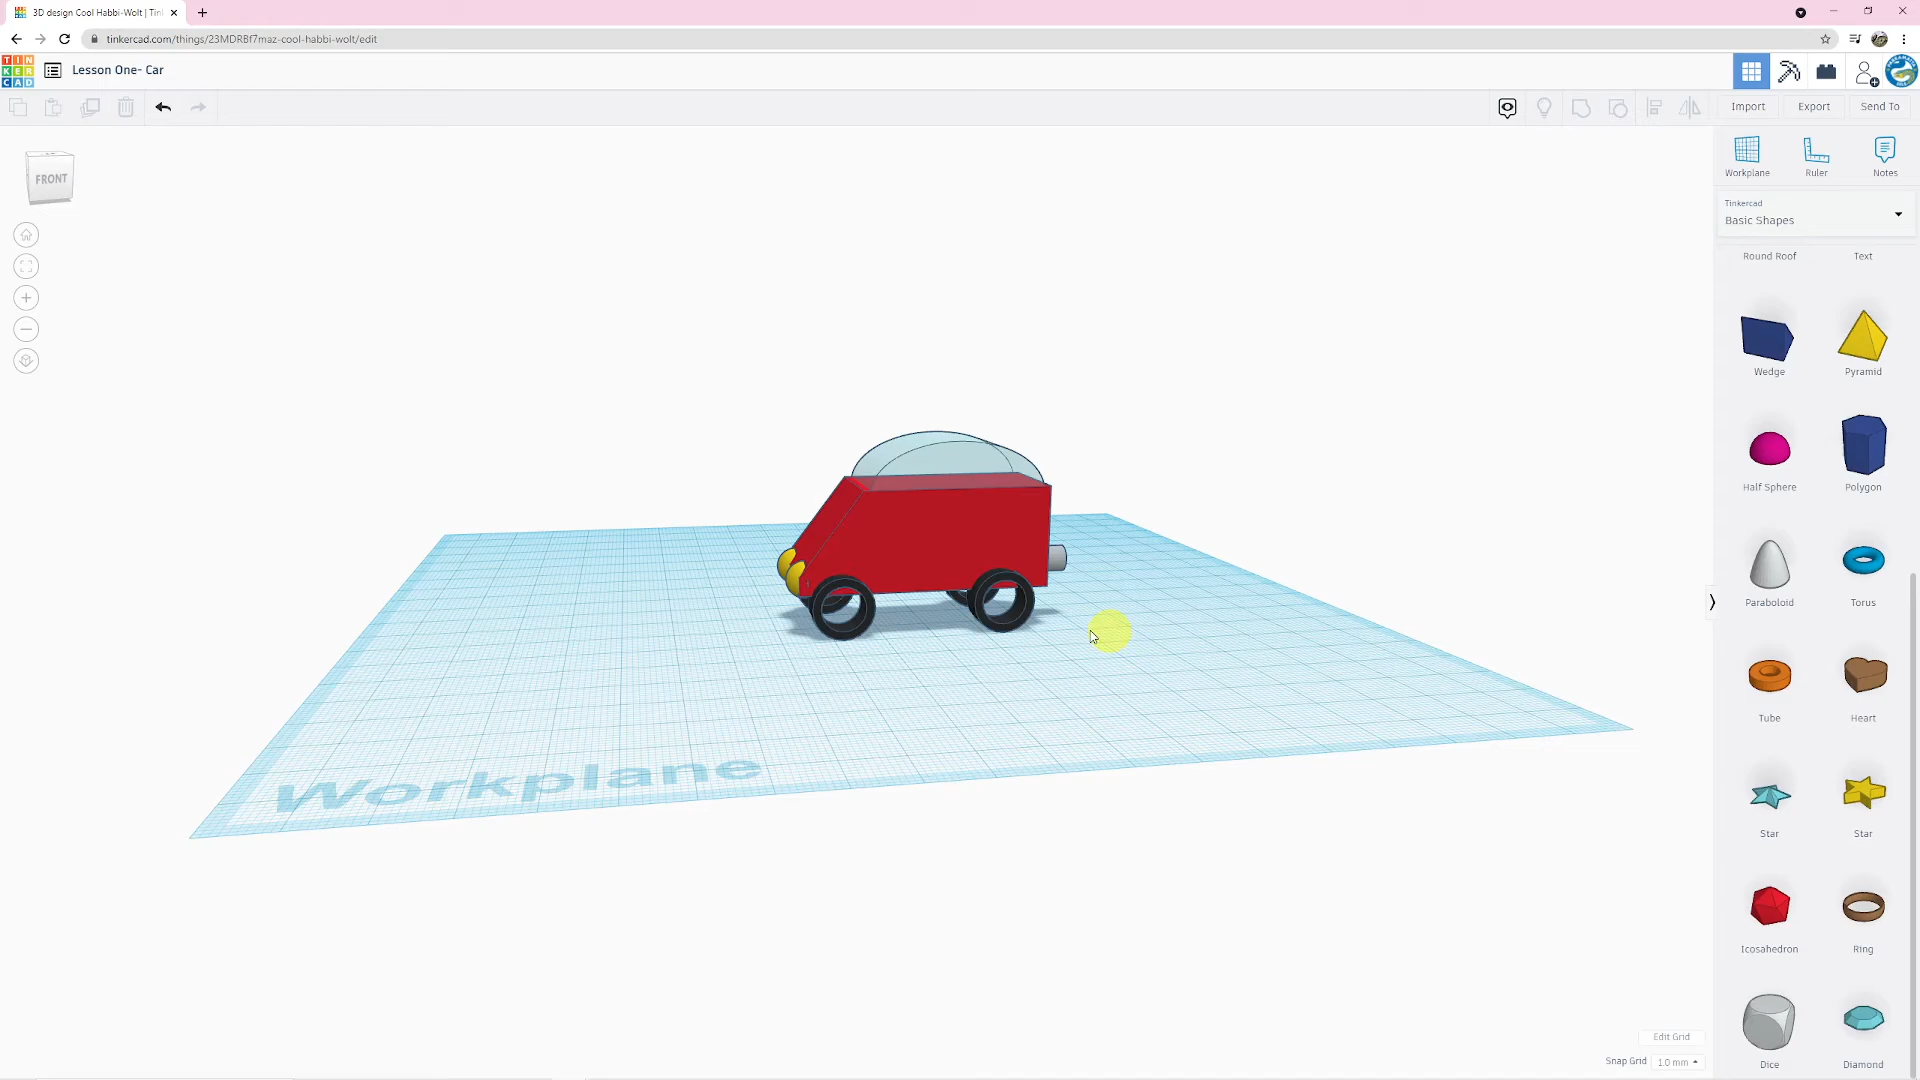 3D design Cool Habbi-Wolt | Tin
tinkercad.com/things/23MDRBf7maz-cool-habbi-wolt/edit
TIN
KER
CAD
Lesson One- Car
Import
Export
Send To
FRONT
Workplane
Ruler
Notes
Tinkercad
Basic Shapes
Round Roof
Text
Wedge
Pyramid
Half Sphere
Polygon
Paraboloid
Torus
Tube
Heart
Star
Star
Icosahedron
Ring
Dice
Diamond
Workplane
Edit Grid
Snap Grid
1.0 mm